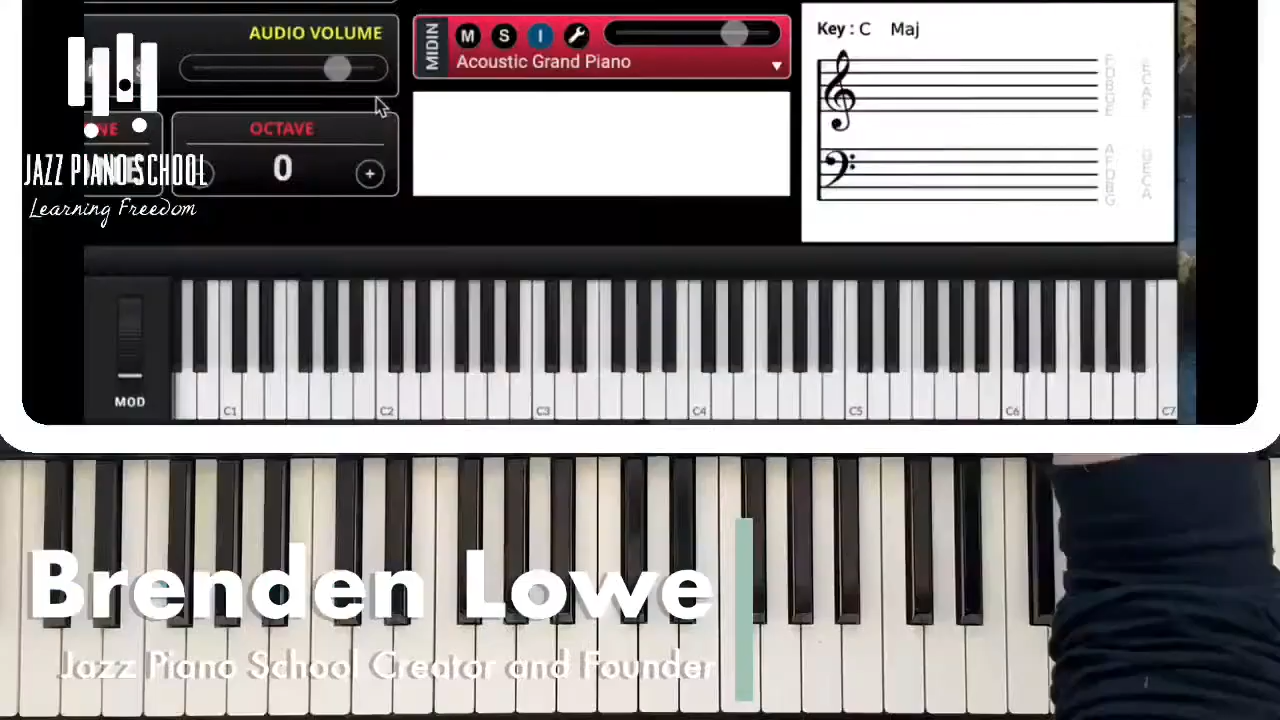 AUDIO VOLUME
MIDIN
M S I
Acoustic Grand Piano
Key : C Maj
OCTAVE
0
+
NE
JAZZ PIANO SCHOOL
Learning Freedom
MOD
C1 C2 C3 C4 C5 C6 C7
Brenden Lowe
Jazz Piano School Creator and Founder